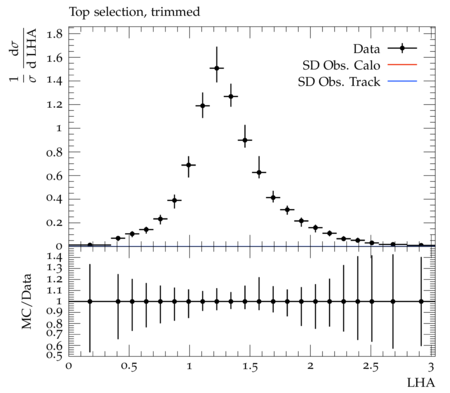 Top selection, trimmed
1/σ dσ/d LHA
1.8
1.6
1.4
1.2
1
0.8
0.6
0.4
0.2
0
Data
SD Obs. Calo
SD Obs. Track
MC/Data
1.4
1.3
1.2
1.1
1
0.9
0.8
0.7
0.6
0.5
0 0.5 1 1.5 2 2.5 3
LHA